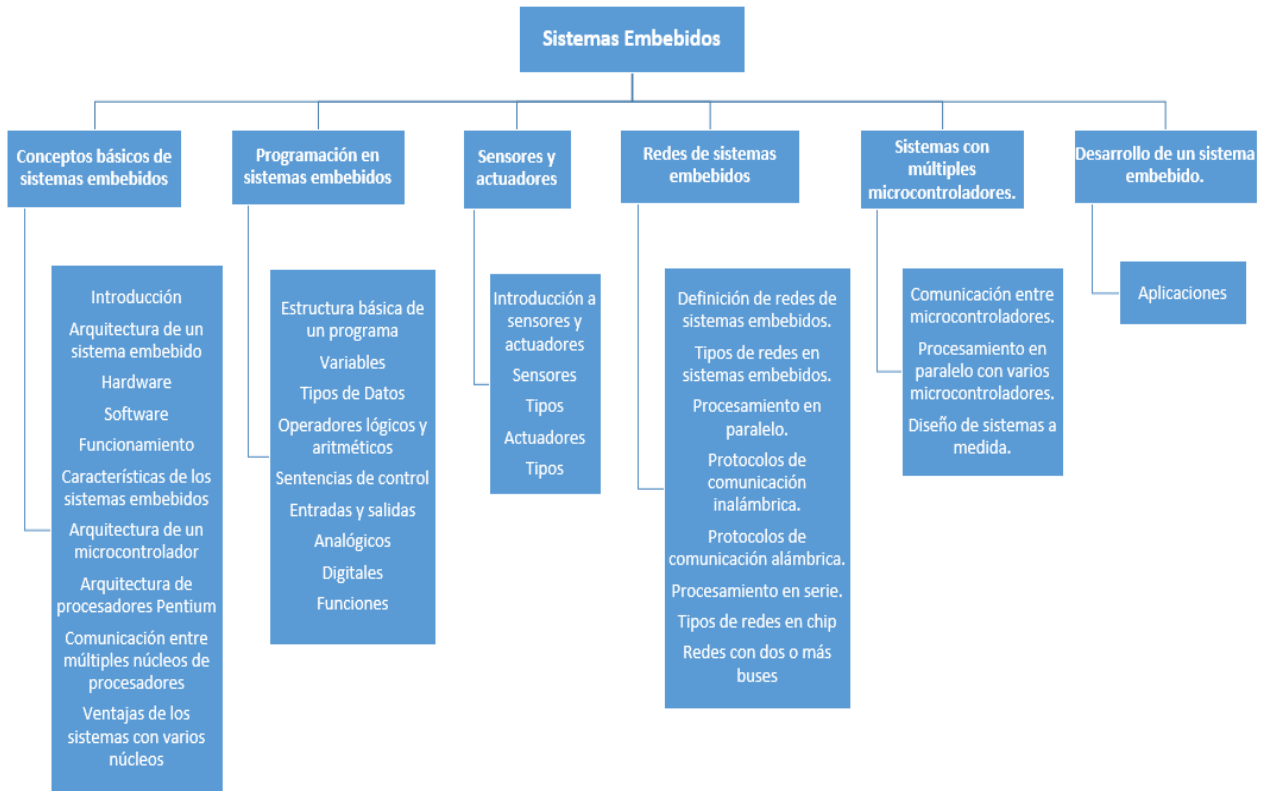 Sistemas Embebidos
Conceptos básicos de
sistemas embebidos
Programación en
sistemas embebidos
Sensores y
actuadores
Redes de sistemas
embebidos
Sistemas con
múltiples
microcontroladores.
Desarrollo de un sistema
embebido.
Introducción
Arquitectura de un
sistema embebido
Hardware
Software
Funcionamiento
Características de los
sistemas embebidos
Arquitectura de un
microcontrolador
Arquitectura de
procesadores Pentium
Comunicación entre
múltiples núcleos de
procesadores
Ventajas de los
sistemas con varios
núcleos
Estructura básica de
un programa
Variables
Tipos de Datos
Operadores lógicos y
aritméticos
Sentencias de control
Entradas y salidas
Analógicos
Digitales
Funciones
Introducción a
sensores y
actuadores
Sensores
Tipos
Actuadores
Tipos
Definición de redes de
sistemas embebidos.
Tipos de redes en
sistemas embebidos.
Procesamiento en
paralelo.
Protocolos de
comunicación
inalámbrica.
Protocolos de
comunicación alámbrica.
Procesamiento en serie.
Tipos de redes en chip
Redes con dos o más
buses
Comunicación entre
microcontroladores.
Procesamiento en
paralelo con varios
microcontroladores.
Diseño de sistemas a
medida.
Aplicaciones